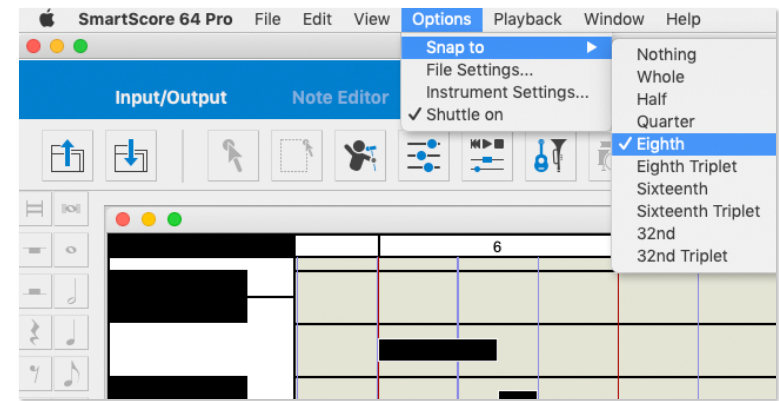 SmartScore 64 Pro File Edit View Options Playback Window Help
Snap to
File Settings...
Instrument Settings...
✓ Shuttle on
Nothing
Whole
Half
Quarter
✓ Eighth
Eighth Triplet
Sixteenth
Sixteenth Triplet
32nd
32nd Triplet
Input/Output Note Editor
6